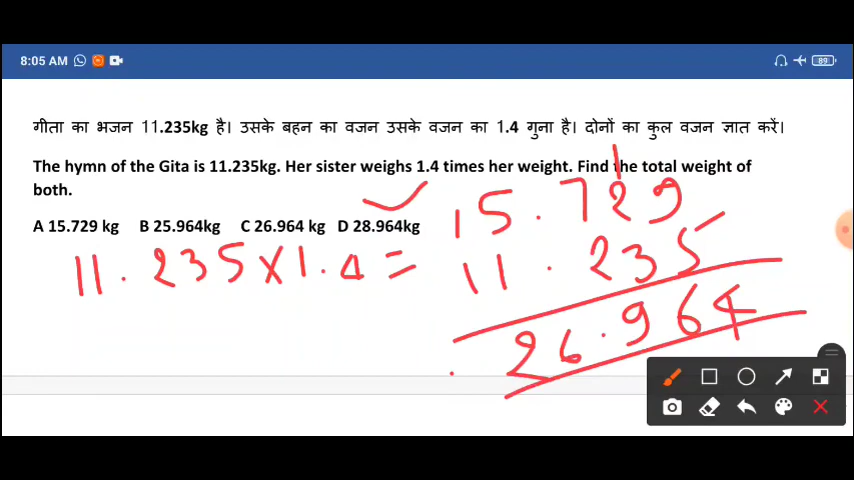 8:05 AM
89
गीता का भजन 11.235kg है। उसके बहन का वजन उसके वजन का 1.4 गुना है। दोनों का कुल वजन ज्ञात करें।
The hymn of the Gita is 11.235kg. Her sister weighs 1.4 times her weight. Find the total weight of
both.
A 15.729 kg B 25.964kg C 26.964 kg D 28.964kg
11.235×1.4=
1
15.729
11.235
26.964